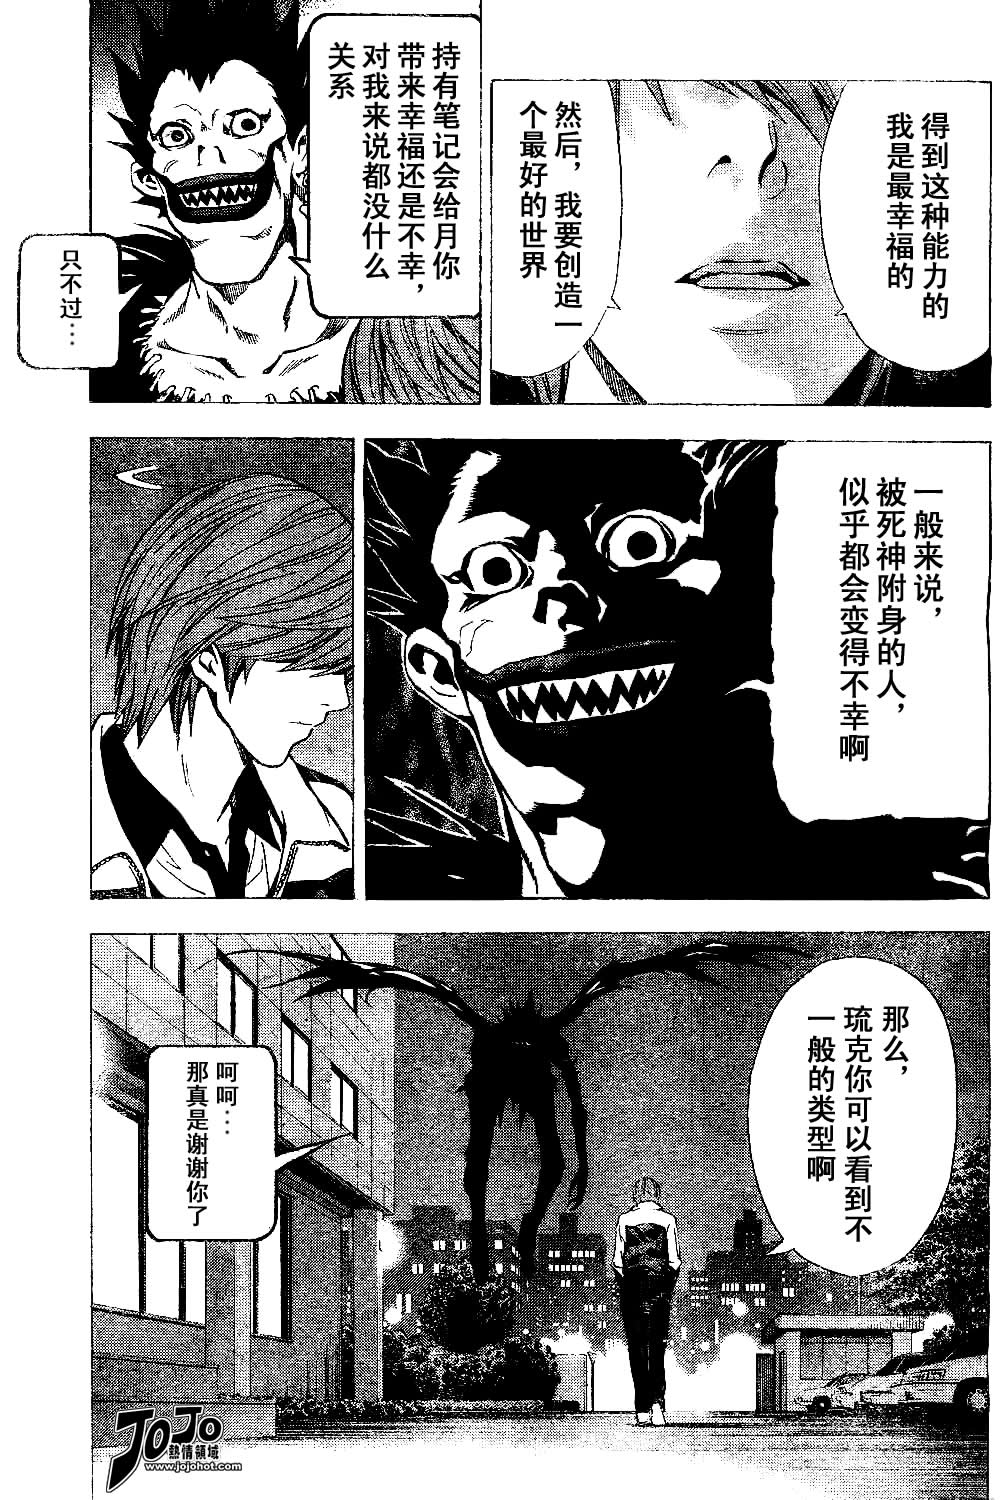 得到这种能力的
我是最幸福的
然后，我要创造一
个最好的世界
持有笔记会给月你
带来幸福还是不幸，
对我来说都没什么
关系
只不过…
一般来说，
被死神附身的人，
似乎都会变得不幸啊
那么，
琉克你可以看到不
一般的类型啊
呵呵…
那真是谢谢你了
JOJO
熱情領域
www.jojohot.com